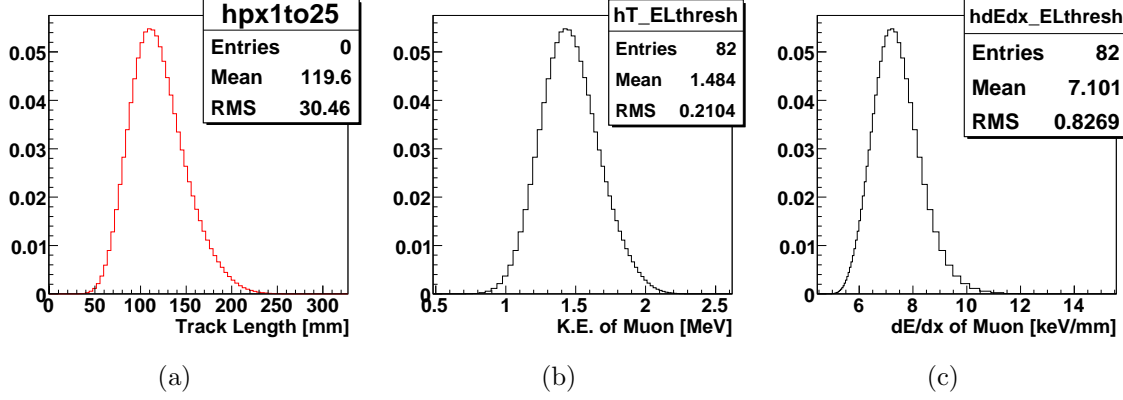 hpx1to25
Entries 0
Mean 119.6
RMS 30.46
0.05
0.04
0.03
0.02
0.01
0
0 50 100 150 200 250 300
Track Length [mm]
(a)
hT_ELthresh
Entries 82
Mean 1.484
RMS 0.2104
0.05
0.04
0.03
0.02
0.01
0
0.5 1 1.5 2 2.5
K.E. of Muon [MeV]
(b)
hdEdx_ELthresh
Entries 82
Mean 7.101
RMS 0.8269
0.05
0.04
0.03
0.02
0.01
0
6 8 10 12 14
dE/dx of Muon [keV/mm]
(c)